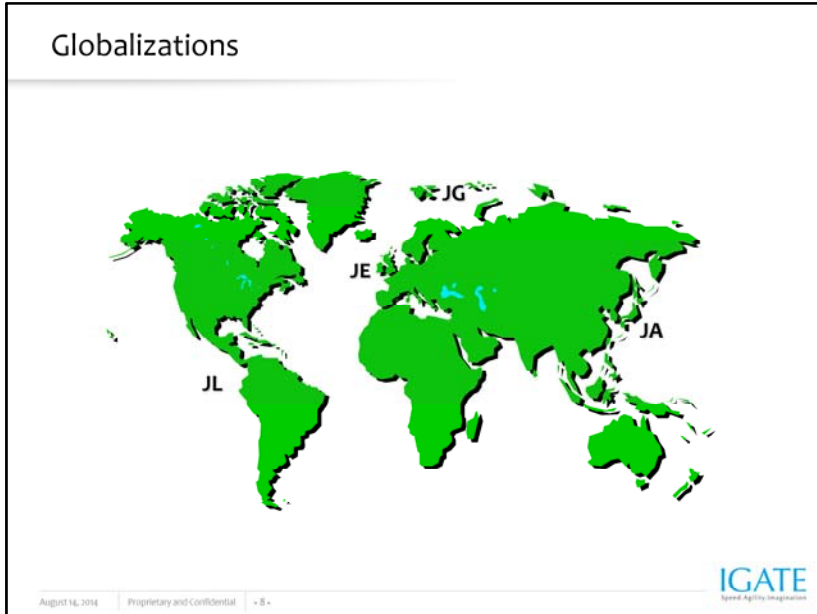 Globalizations
JG
JE
JA
JL
August 14, 2014 Proprietary and Confidential - 8 -
IGATE
Speed.Agility.Imagination